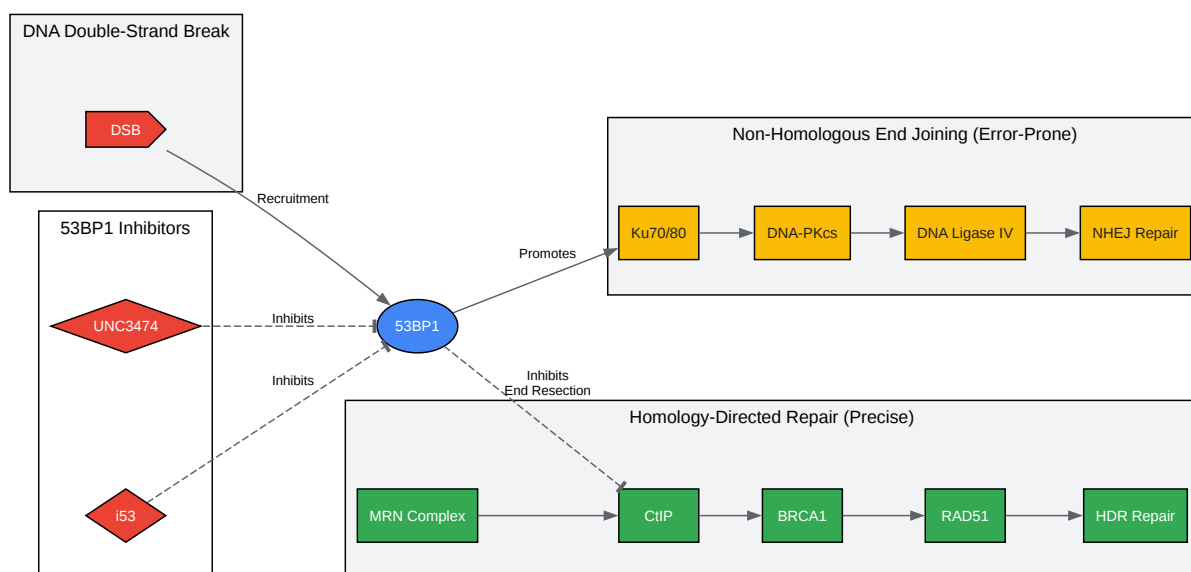 DNA Double-Strand Break
DSB
Recruitment
53BP1 Inhibitors
UNC3474
Inhibits
i53
Inhibits
53BP1
Promotes
Inhibits
End Resection
Non-Homologous End Joining (Error-Prone)
Ku70/80
DNA-PKcs
DNA Ligase IV
NHEJ Repair
Homology-Directed Repair (Precise)
MRN Complex
CtIP
BRCA1
RAD51
HDR Repair